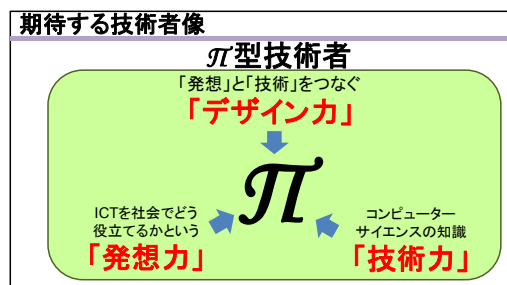 期待する技術者像
π型技術者
「発想」と「技術」をつなぐ
「デザイン力」
π
ICTを社会でどう
役立てるかという
「発想力」
コンピューター
サイエンスの知識
「技術力」